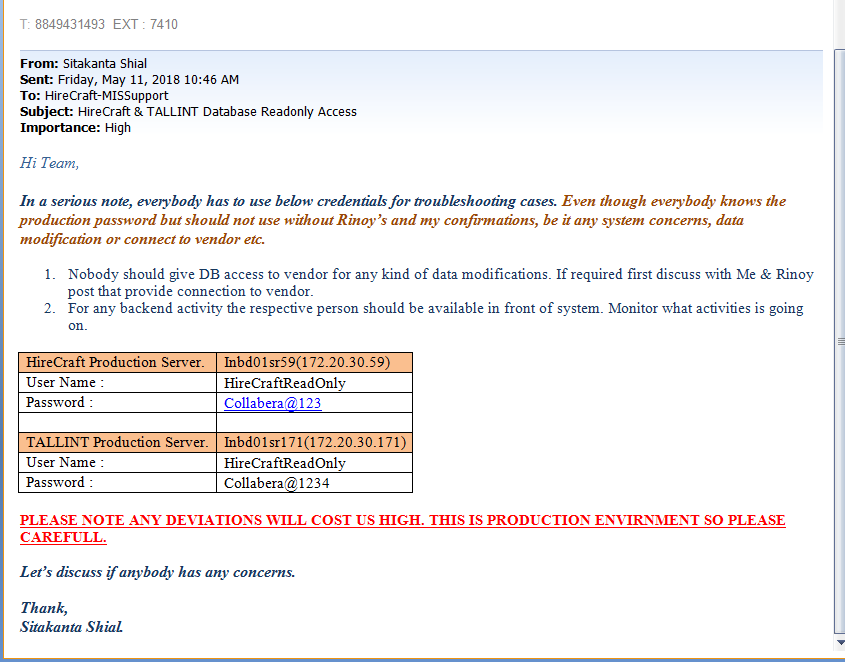 T: 8849431493 EXT : 7410
From: Sitakanta Shial
Sent: Friday, May 11, 2018 10:46 AM
To: HireCraft-MISSupport
Subject: HireCraft & TALLINT Database Readonly Access
Importance: High
Hi Team,
In a serious note, everybody has to use below credentials for troubleshooting cases. Even though everybody knows the
production password but should not use without Rinoy's and my confirmations, be it any system concerns, data
modification or connect to vendor etc.
1. Nobody should give DB access to vendor for any kind of data modifications. If required first discuss with Me & Rinoy
post that provide connection to vendor.
2. For any backend activity the respective person should be available in front of system. Monitor what activities is going
on.
HireCraft Production Server. Inbd01sr59(172.20.30.59)
User Name : HireCraftReadOnly
Password : Collabera@123
TALLINT Production Server. Inbd01sr171(172.20.30.171)
User Name : HireCraftReadOnly
Password : Collabera@1234
PLEASE NOTE ANY DEVIATIONS WILL COST US HIGH. THIS IS PRODUCTION ENVIRNMENT SO PLEASE
CAREFULL.
Let's discuss if anybody has any concerns.
Thank,
Sitakanta Shial.